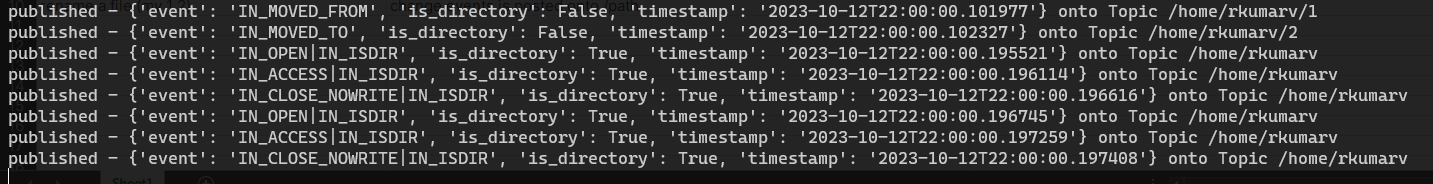 published - {'event': 'IN_MOVED_FROM', 'is_directory': False, 'timestamp': '2023-10-12T22:00:00.101977'} onto Topic /home/rkumarv/1
published - {'event': 'IN_MOVED_TO', 'is_directory': False, 'timestamp': '2023-10-12T22:00:00.102327'} onto Topic /home/rkumarv/2
published - {'event': 'IN_OPEN|IN_ISDIR', 'is_directory': True, 'timestamp': '2023-10-12T22:00:00.195521'} onto Topic /home/rkumarv
published - {'event': 'IN_ACCESS|IN_ISDIR', 'is_directory': True, 'timestamp': '2023-10-12T22:00:00.196114'} onto Topic /home/rkumarv
published - {'event': 'IN_CLOSE_NOWRITE|IN_ISDIR', 'is_directory': True, 'timestamp': '2023-10-12T22:00:00.196616'} onto Topic /home/rkumarv
published - {'event': 'IN_OPEN|IN_ISDIR', 'is_directory': True, 'timestamp': '2023-10-12T22:00:00.196745'} onto Topic /home/rkumarv
published - {'event': 'IN_ACCESS|IN_ISDIR', 'is_directory': True, 'timestamp': '2023-10-12T22:00:00.197259'} onto Topic /home/rkumarv
published - {'event': 'IN_CLOSE_NOWRITE|IN_ISDIR', 'is_directory': True, 'timestamp': '2023-10-12T22:00:00.197408'} onto Topic /home/rkumarv
Sheet1